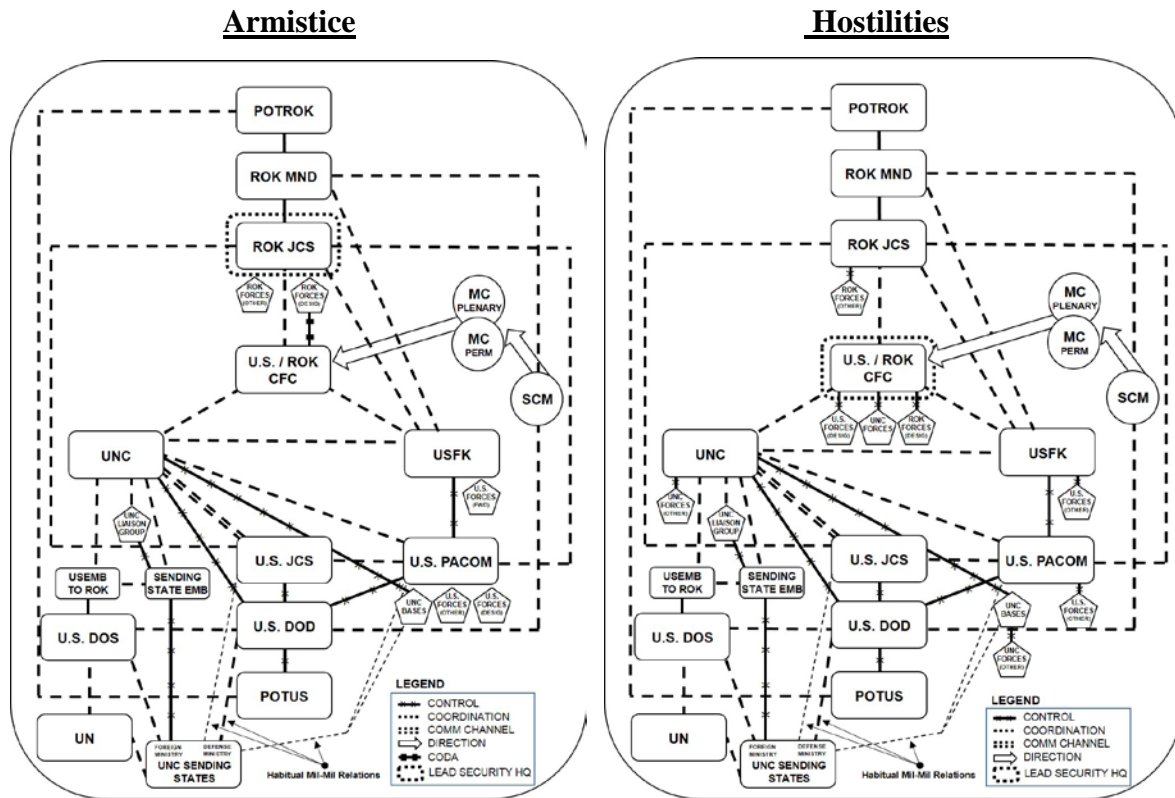 Armistice
POTROK
ROK MND
ROK JCS
ROK
FORCES
(OTHER)
ROK
FORCES
(DESIG)
MC
PLENARY
MC
PERM
U.S. / ROK
CFC
SCM
UNC
USFK
UNC
LIAISON
GROUP
U.S.
FORCES
(FWD)
U.S. JCS
U.S. PACOM
USEMB
TO ROK
SENDING
STATE EMB
UNC
BASES
U.S.
FORCES
(OTHER)
U.S.
FORCES
(DESIG)
U.S. DOS
U.S. DOD
POTUS
UN
FOREIGN
MINISTRY
DEFENSE
MINISTRY
UNC SENDING
STATES
Habitual Mil-Mil Relations
LEGEND
CONTROL
COORDINATION
COMM CHANNEL
DIRECTION
CODA
LEAD SECURITY HQ
Hostilities
POTROK
ROK MND
ROK JCS
ROK
FORCES
(OTHER)
MC
PLENARY
MC
PERM
U.S. / ROK
CFC
SCM
U.S.
FORCES
(DESIG)
UNC
FORCES
ROK
FORCES
(DESIG)
UNC
USFK
UNC
FORCES
(OTHER)
UNC
LIAISON
GROUP
U.S.
FORCES
(OTHER)
U.S. JCS
U.S. PACOM
USEMB
TO ROK
SENDING
STATE EMB
UNC
BASES
U.S.
FORCES
(OTHER)
U.S. DOS
U.S. DOD
UNC
FORCES
(OTHER)
POTUS
UN
FOREIGN
MINISTRY
DEFENSE
MINISTRY
UNC SENDING
STATES
Habitual Mil-Mil Relations
LEGEND
CONTROL
COORDINATION
COMM CHANNEL
DIRECTION
LEAD SECURITY HQ